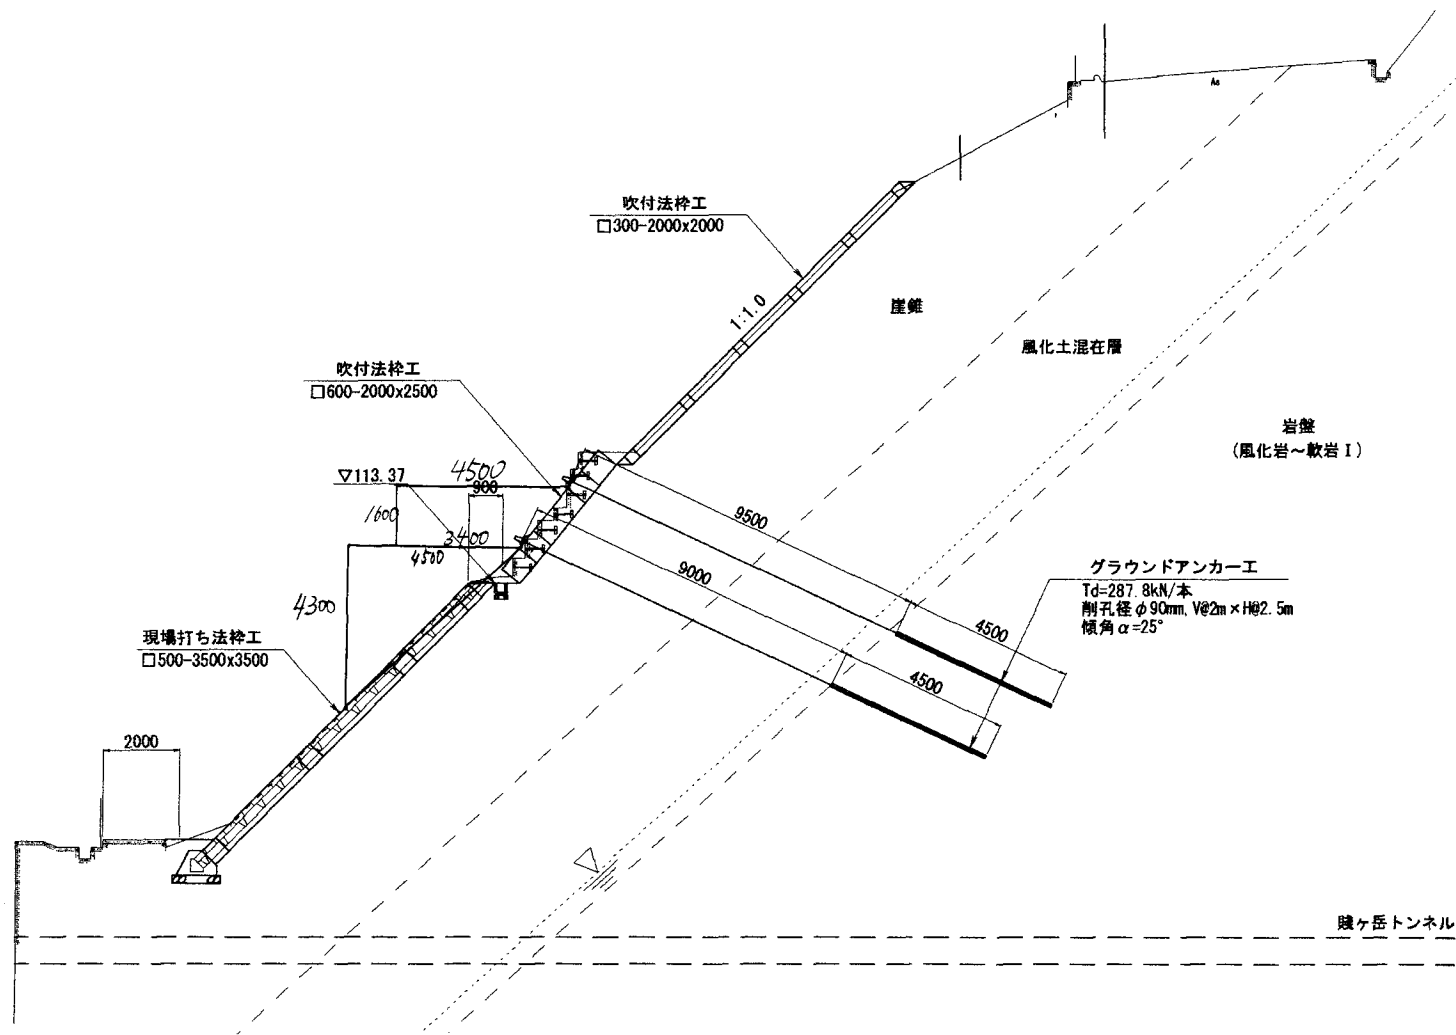 As
吹付法枠工
□300-2000x2000
崖錐
1:1.0
風化土混在層
吹付法枠工
□600-2000x2500
岩盤
(風化岩～軟岩Ⅰ)
▽113.37
4500
900
1600
3400
4500
9500
9000
グラウンドアンカー工
Td=287.8kN/本
削孔径φ90mm, V@2m×H@2.5m
傾角α=25°
4500
4500
4300
現場打ち法枠工
□500-3500x3500
2000
賤ヶ岳トンネル